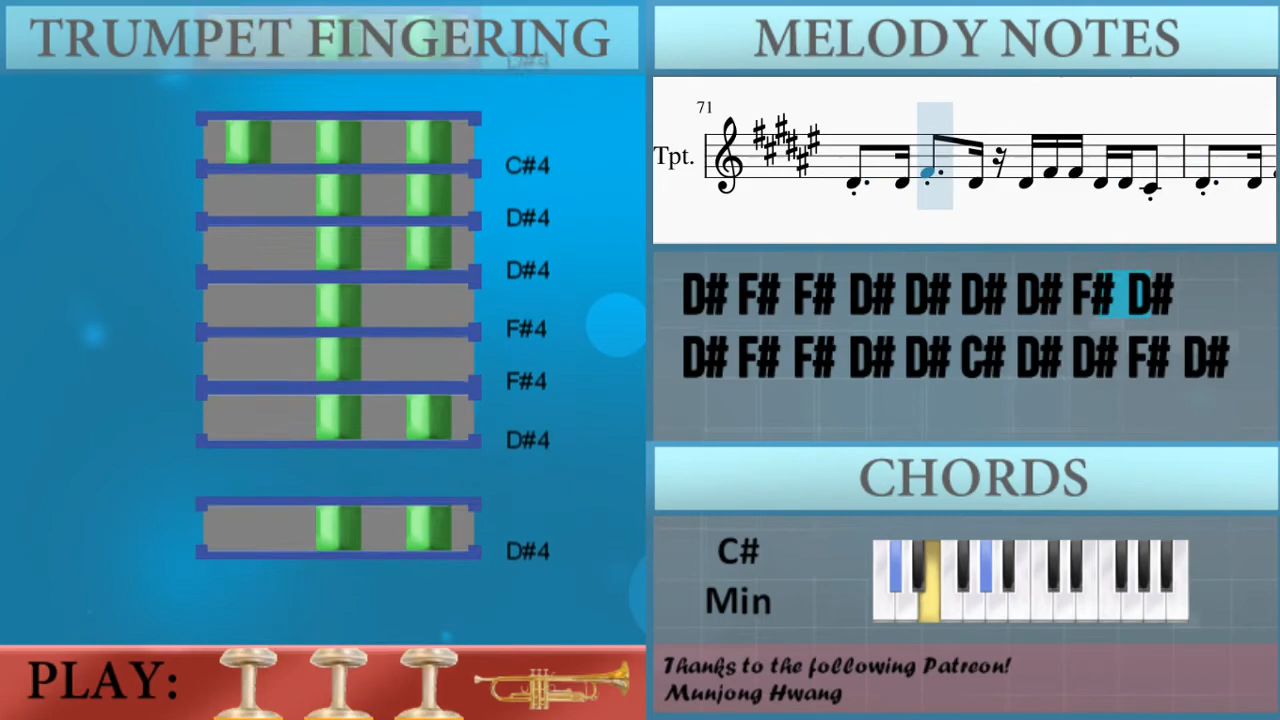 TRUMPET FINGERING
D#4
C#4
D#4
D#4
F#4
F#4
D#4
D#4
PLAY:
MELODY NOTES
71
Tpt.
D# F# F# D# D# D# D# F# D#
D# F# F# D# D# C# D# D# F# D#
CHORDS
C#
Min
Thanks to the following Patreon!
Munjong Hwang